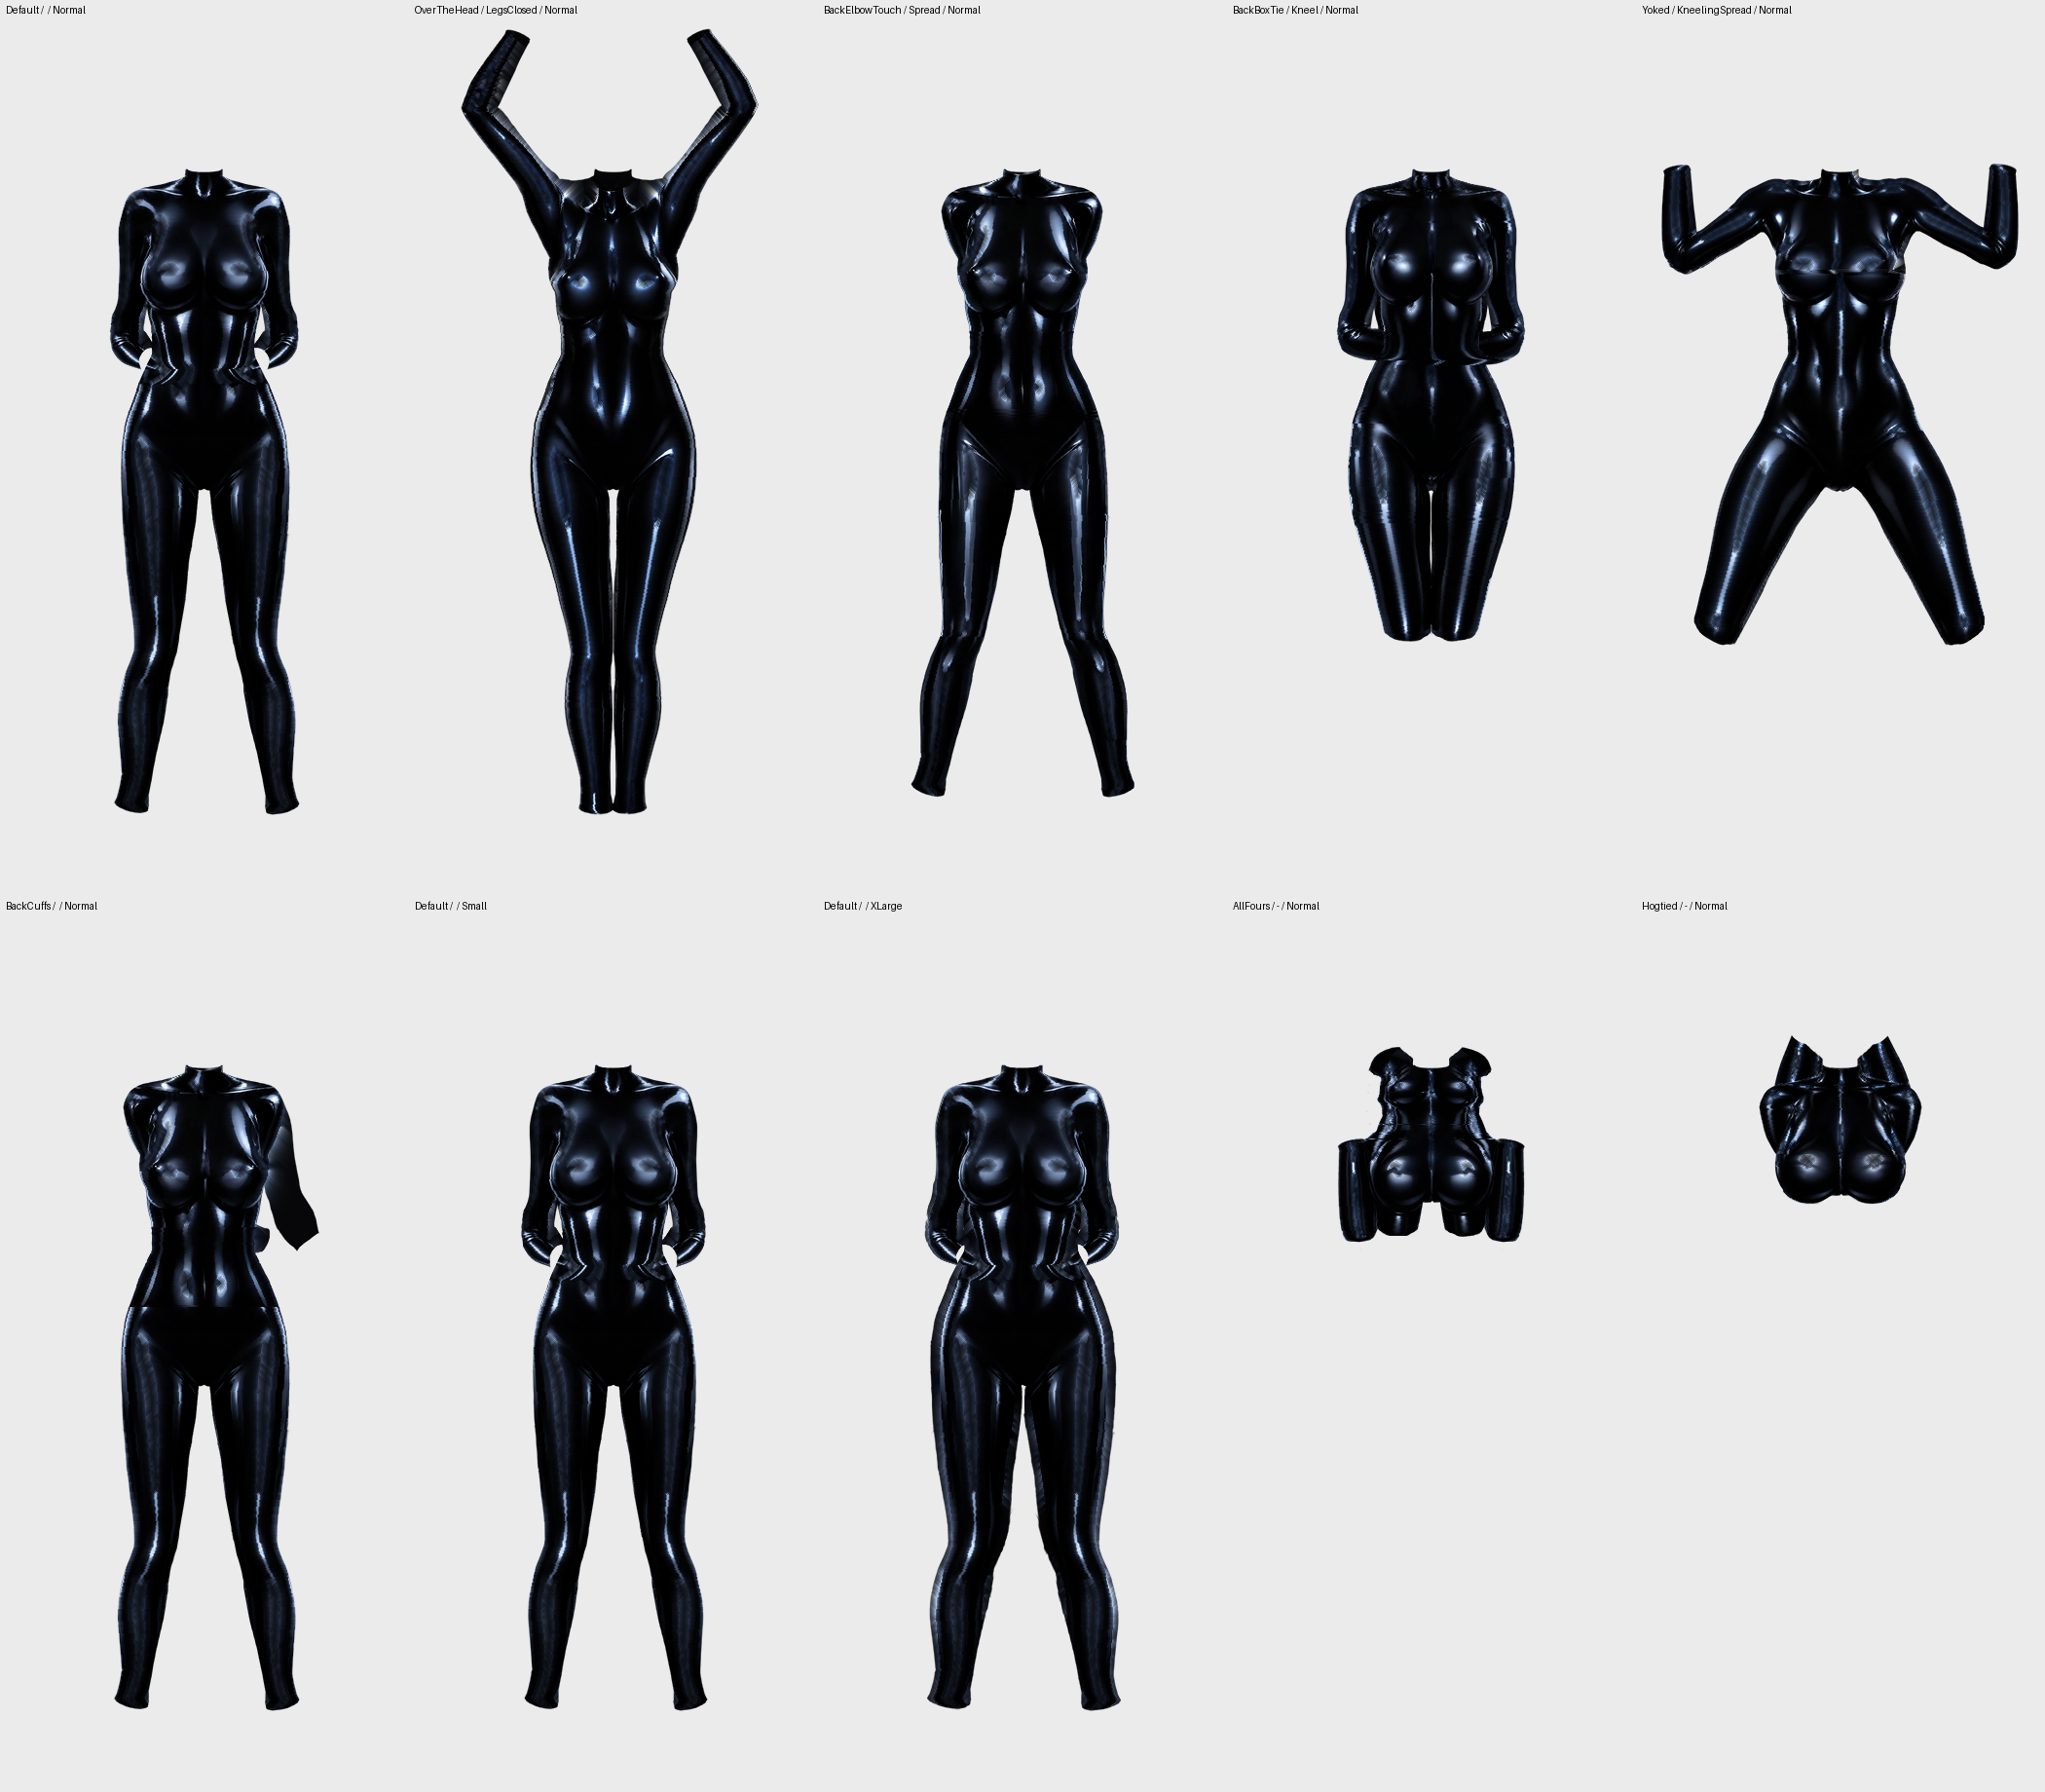 Default / / Normal
OverTheHead / LegsClosed / Normal
BackElbowTouch / Spread / Normal
BackBoxTie / Kneel / Normal
Yoked / KneelingSpread / Normal
BackCuffs / / Normal
Default / / Small
Default / / XLarge
AllFours / - / Normal
Hogtied / - / Normal